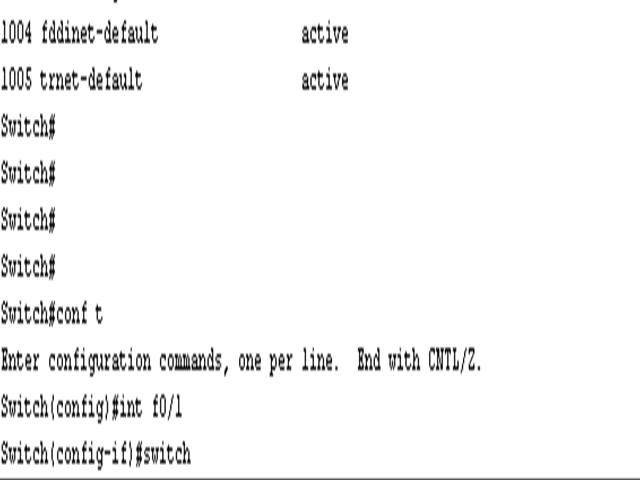 1004 fddinet-default active
1005 trnet-default active
Switch#
Switch#
Switch#
Switch#
Switch#conf t
Enter configuration commands, one per line. End with CNTL/Z.
Switch(config)#int f0/1
Switch(config-if)#switch